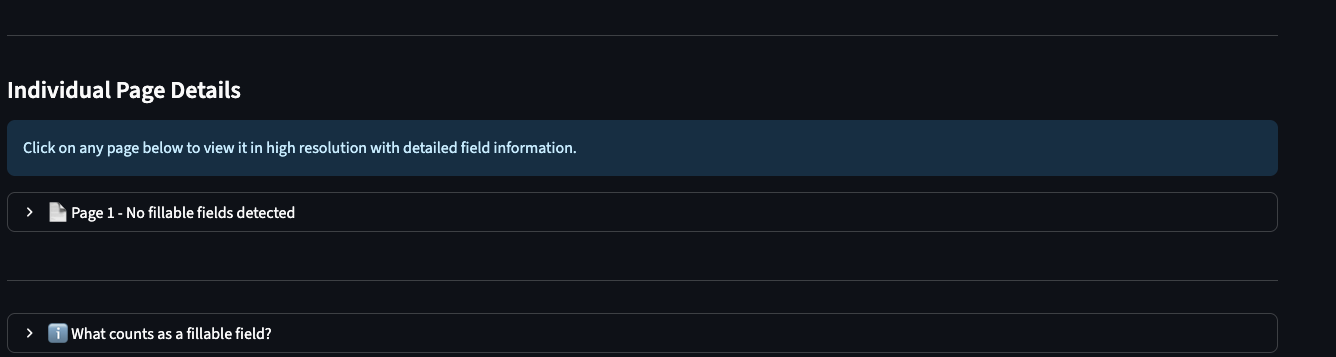 Individual Page Details
Click on any page below to view it in high resolution with detailed field information.
Page 1 - No fillable fields detected
What counts as a fillable field?